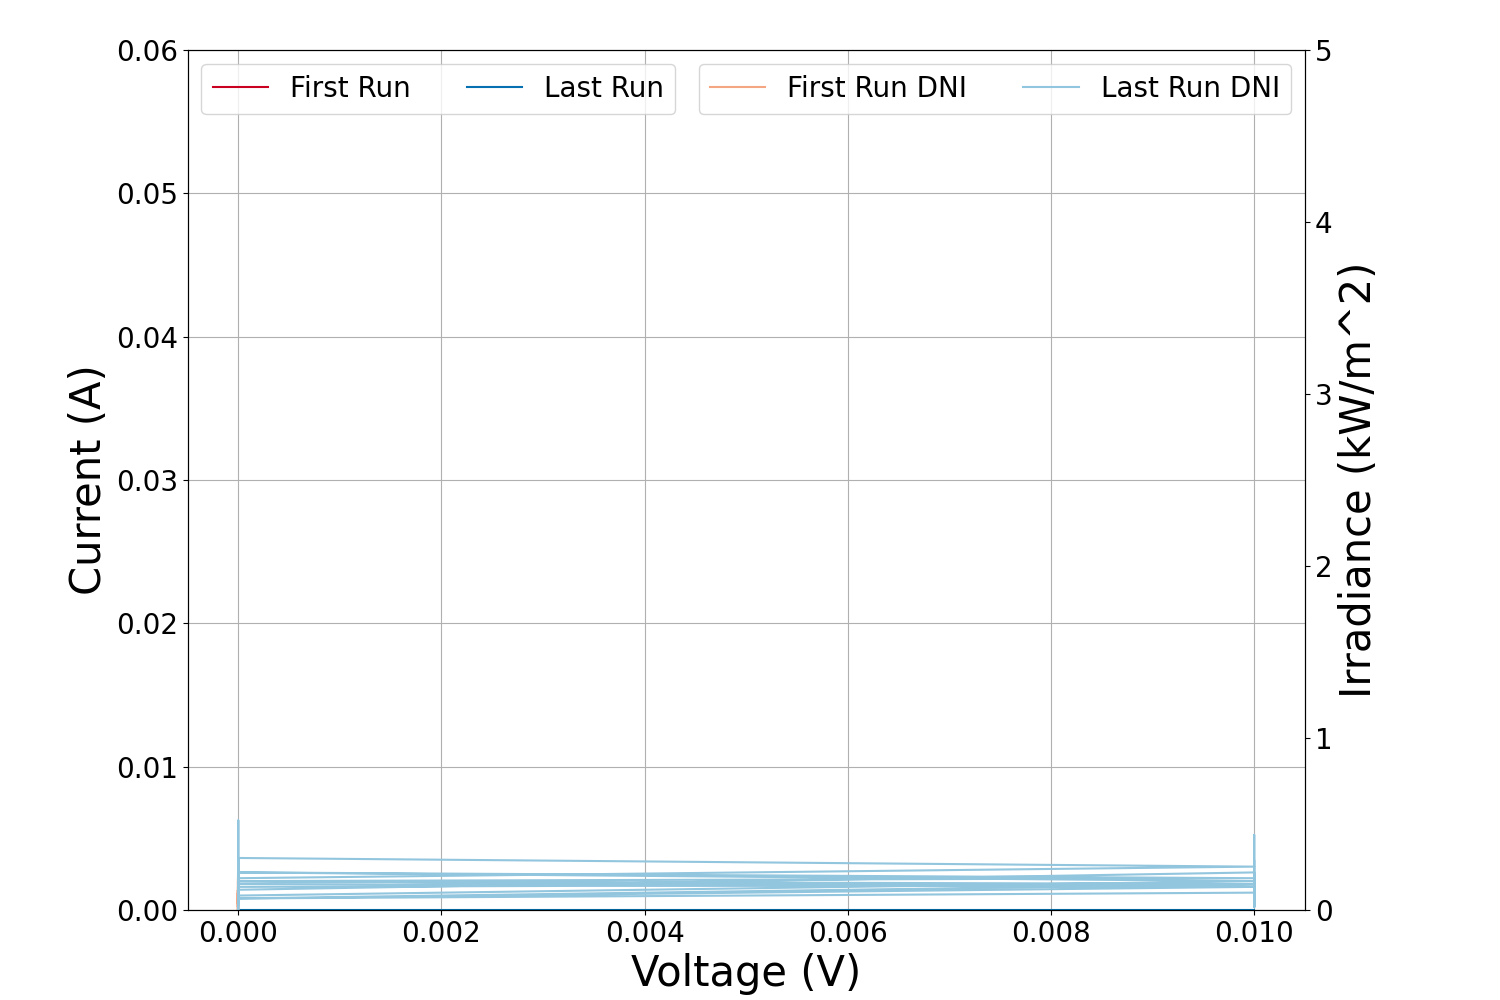 First Run
Last Run
First Run DNI
Last Run DNI
0.06
0.05
0.04
0.03
0.02
0.01
0.00
Current (A)
5
4
3
2
1
0
Irradiance (kW/m^2)
0.000
0.002
0.004
0.006
0.008
0.010
Voltage (V)